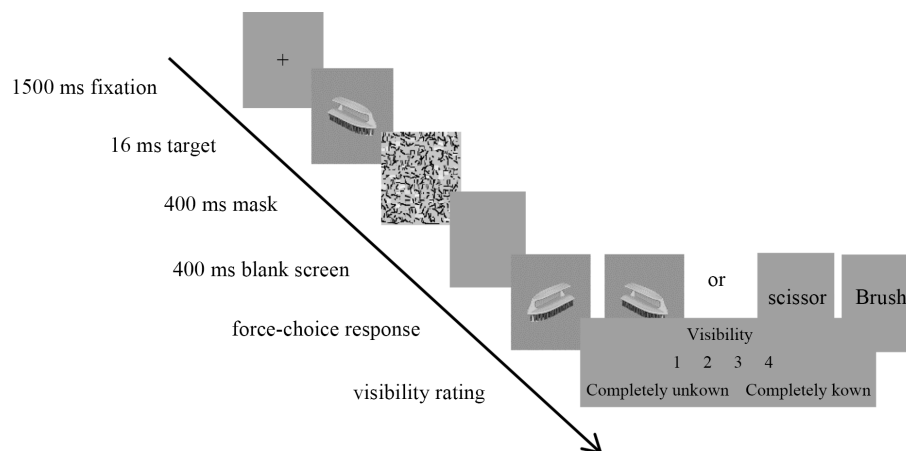 +
1500 ms fixation
16 ms target
400 ms mask
400 ms blank screen
or
scissor
Brush
force-choice response
Visibility
1 2 3 4
visibility rating
Completely unkown Completely kown